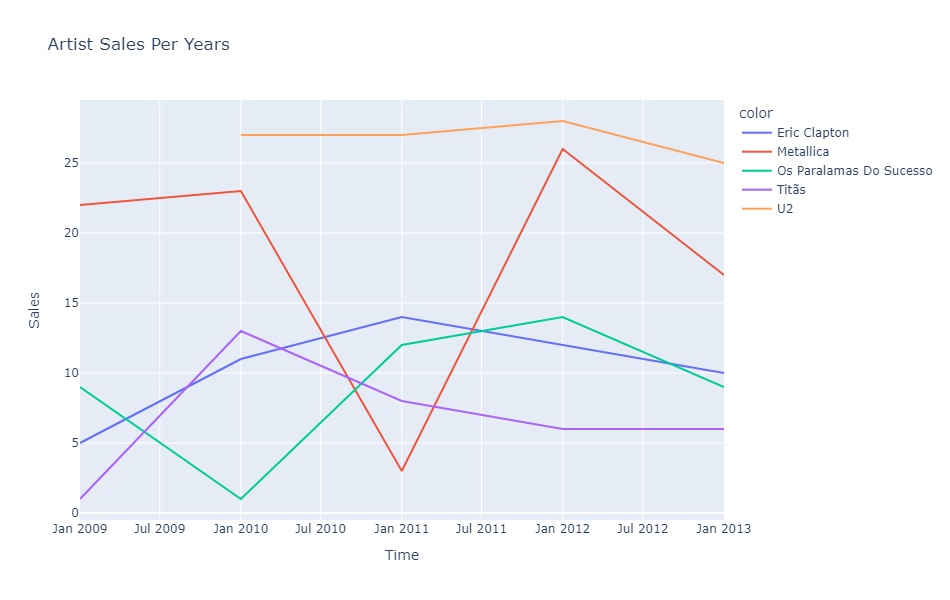 Artist Sales Per Years
color
Eric Clapton
Metallica
Os Paralamas Do Sucesso
Titãs
U2
Sales
25
20
15
10
5
0
Jan 2009 Jul 2009 Jan 2010 Jul 2010 Jan 2011 Jul 2011 Jan 2012 Jul 2012 Jan 2013
Time